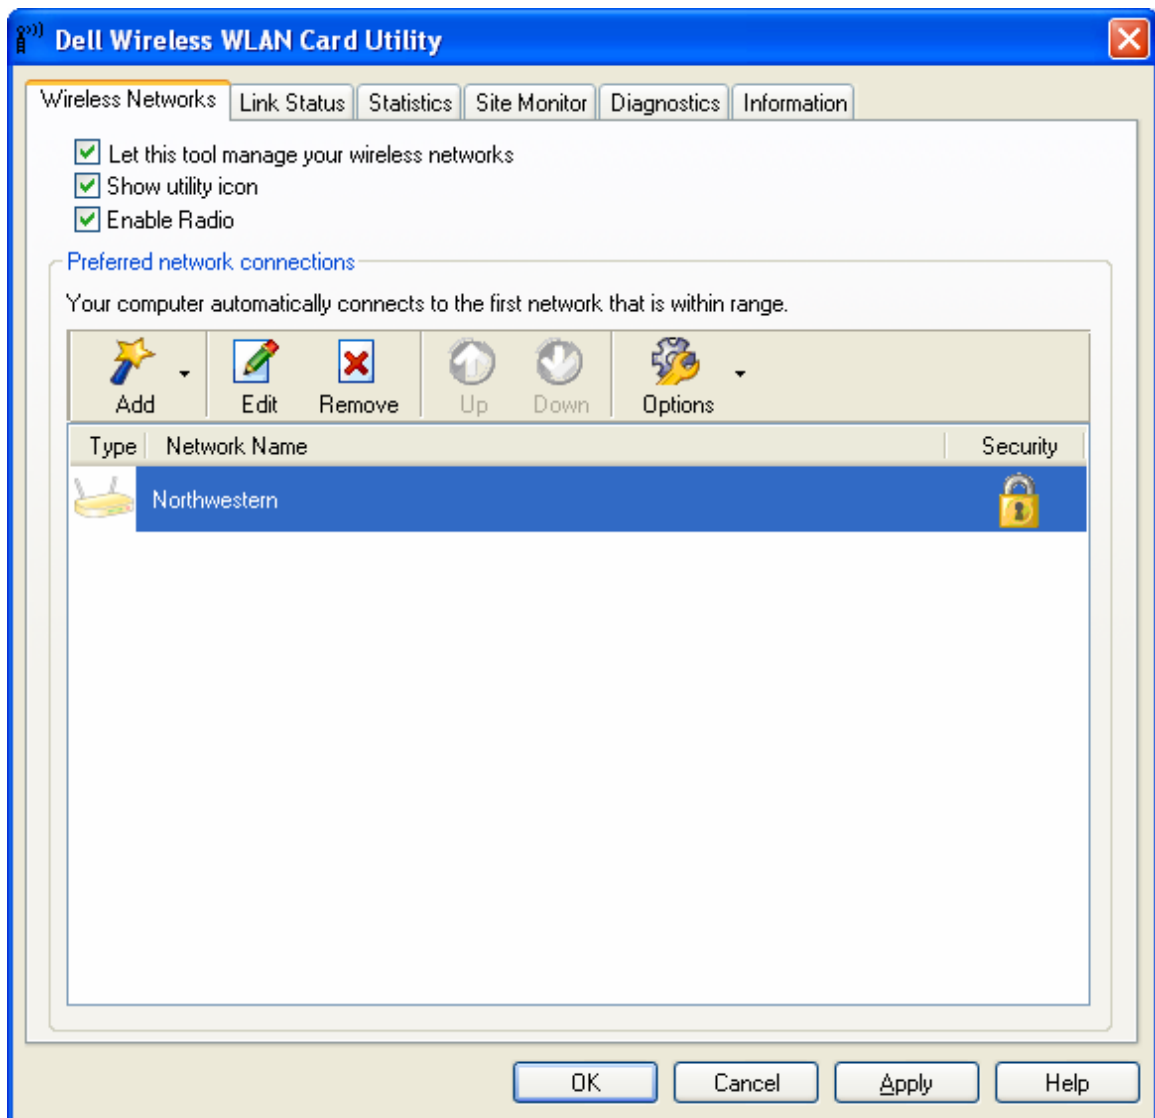 Dell Wireless WLAN Card Utility
Wireless Networks Link Status Statistics Site Monitor Diagnostics Information
Let this tool manage your wireless networks
Show utility icon
Enable Radio
Preferred network connections
Your computer automatically connects to the first network that is within range.
Add Edit Remove Up Down Options
Type Network Name Security
Northwestern
OK Cancel Apply Help